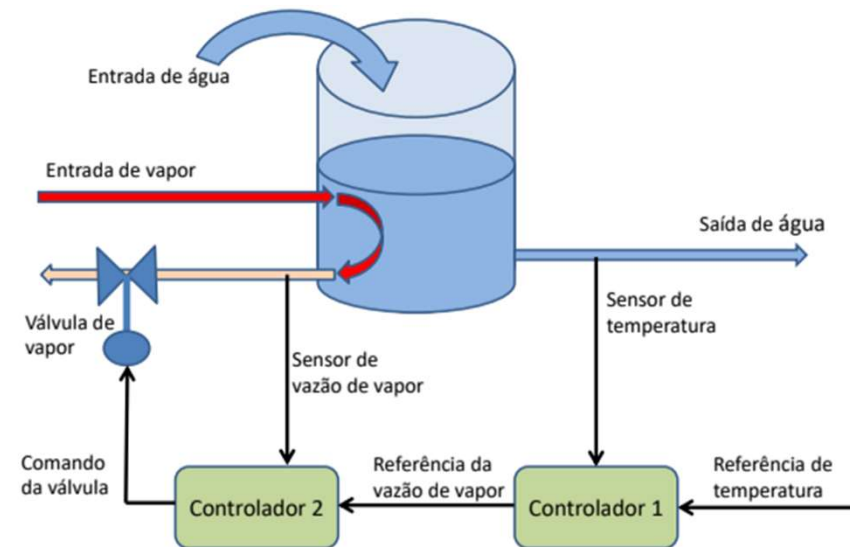 Entrada de água
Entrada de vapor
Saída de água
Válvula de
vapor
Sensor de
vazão de vapor
Sensor de
temperatura
Comando
da válvula
Controlador 2
Referência da
vazão de vapor
Controlador 1
Referência de
temperatura